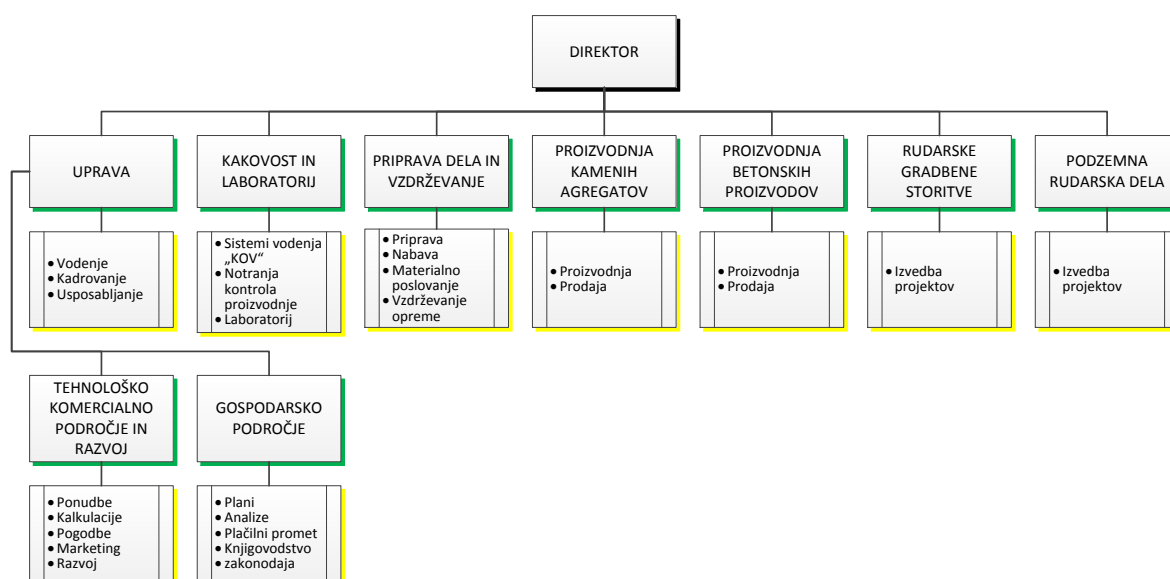 DIREKTOR
UPRAVA
KAKOVOST IN
LABORATORIJ
PRIPRAVA DELA IN
VZDRŽEVANJE
PROIZVODNJA
KAMENIH
AGREGATOV
PROIZVODNJA
BETONSKIH
PROIZVODOV
RUDARSKE
GRADBENE
STORITVE
PODZEMNA
RUDARSKA DELA
• Vodenje
• Kadrovanje
• Usposabljanje
• Sistemi vodenja
„KOV“
• Notranja
kontrola
proizvodnje
• Laboratorij
• Priprava
• Nabava
• Materialno
poslovanje
• Vzdrževanje
opreme
• Proizvodnja
• Prodaja
• Proizvodnja
• Prodaja
• Izvedba
projektov
• Izvedba
projektov
TEHNOLOŠKO
KOMERCIALNO
PODROČJE IN
RAZVOJ
GOSPODARSKO
PODROČJE
• Ponudbe
• Kalkulacije
• Pogodbe
• Marketing
• Razvoj
• Plani
• Analize
• Plačilni promet
• Knjigovodstvo
• zakonodaja